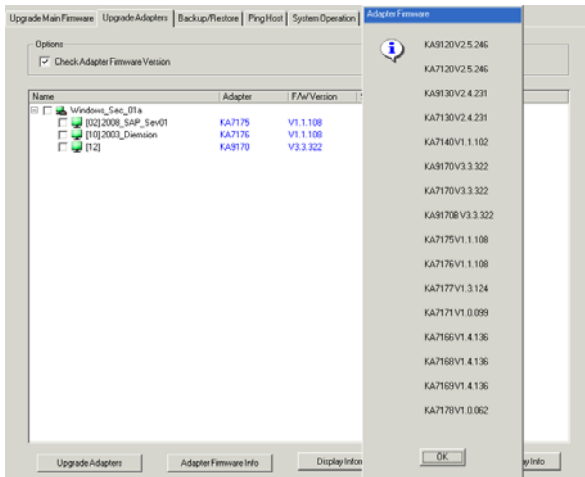 Upgrade Main Firmware Upgrade Adapters Backup/Restore Ping Host System Operation
Options
Check Adapter Firmware Version
Name Adapter F/W Version
Windows_Sec_01a
[02]2008_SAP_Sev01 KA7175 V1.1.108
[10]2003_Diemsion KA7176 V1.1.108
[12] KA9170 V3.3.322
Upgrade Adapters Adapter Firmware Info Display Infor
Adapter Firmware
KA9120V2.5.246
KA7120V2.5.246
KA9130V2.4.231
KA7130V2.4.231
KA7140V1.1.102
KA9170V3.3.322
KA7170V3.3.322
KA9170B V3.3.322
KA7175V1.1.108
KA7176V1.1.108
KA7177V1.3.124
KA7171V1.0.099
KA7166V1.4.136
KA7168V1.4.136
KA7169V1.4.136
KA7178V1.0.062
OK
ay Info